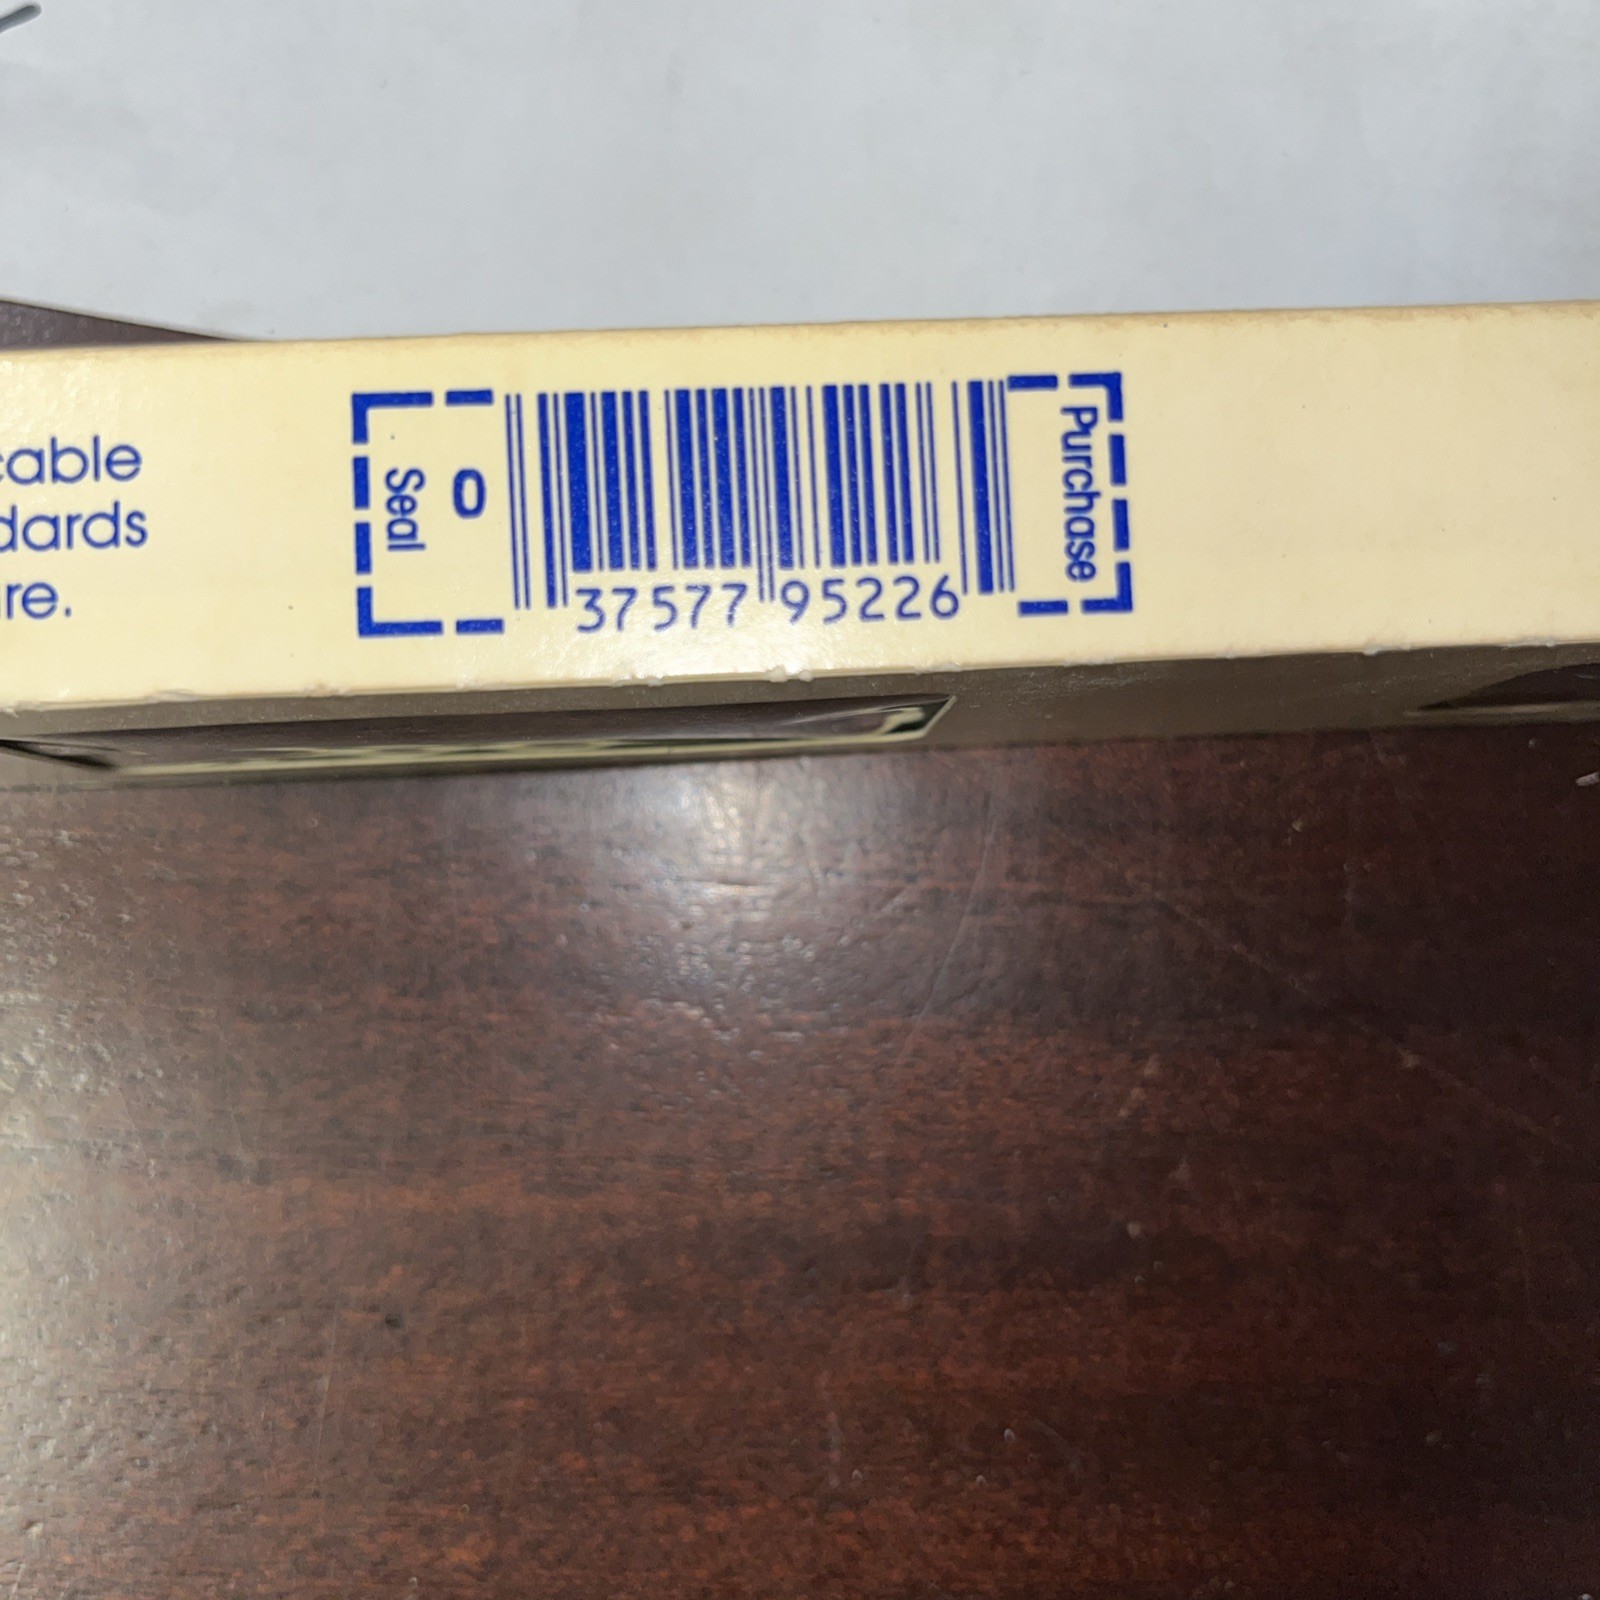 cable
dards
re.
Seal
0
37577 95226
Purchase